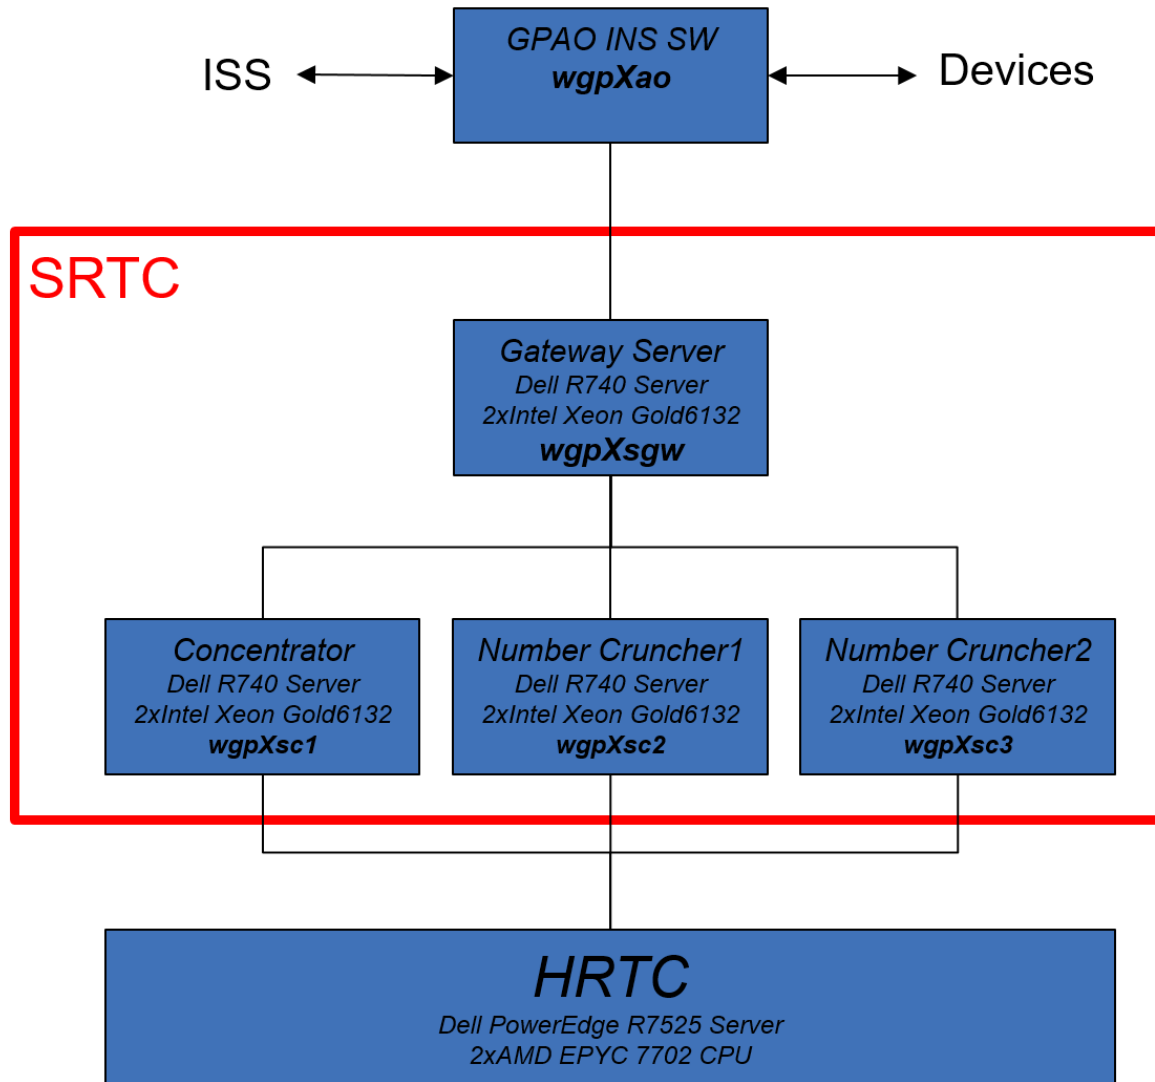 GPAO INS SW
wgpXao
ISS
Devices
SRTC
Gateway Server
Dell R740 Server
2xIntel Xeon Gold6132
wgpXsgw
Concentrator
Dell R740 Server
2xIntel Xeon Gold6132
wgpXsc1
Number Cruncher1
Dell R740 Server
2xIntel Xeon Gold6132
wgpXsc2
Number Cruncher2
Dell R740 Server
2xIntel Xeon Gold6132
wgpXsc3
HRTC
Dell PowerEdge R7525 Server
2xAMD EPYC 7702 CPU